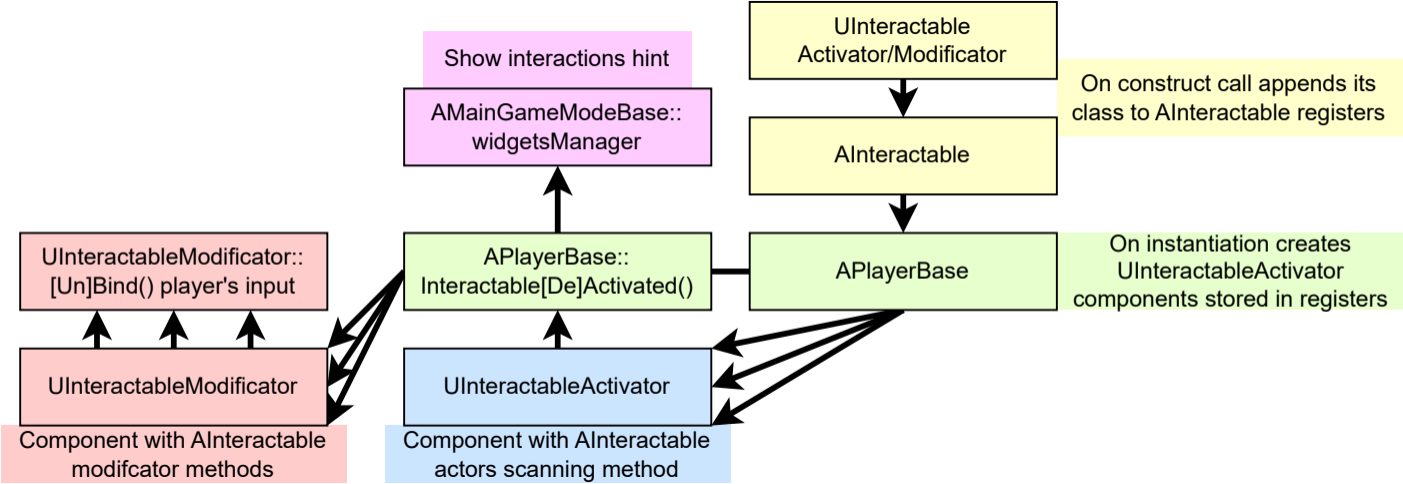 UInteractable
Activator/Modificator
On construct call appends its
class to AInteractable registers
Show interactions hint
AMainGameModeBase::
widgetsManager
AInteractable
UInteractableModificator::
[Un]Bind() player's input
APlayerBase::
Interactable[De]Activated()
APlayerBase
On instantiation creates
UInteractableActivator
components stored in registers
UInteractableModificator
UInteractableActivator
Component with AInteractable
modifcator methods
Component with AInteractable
actors scanning method